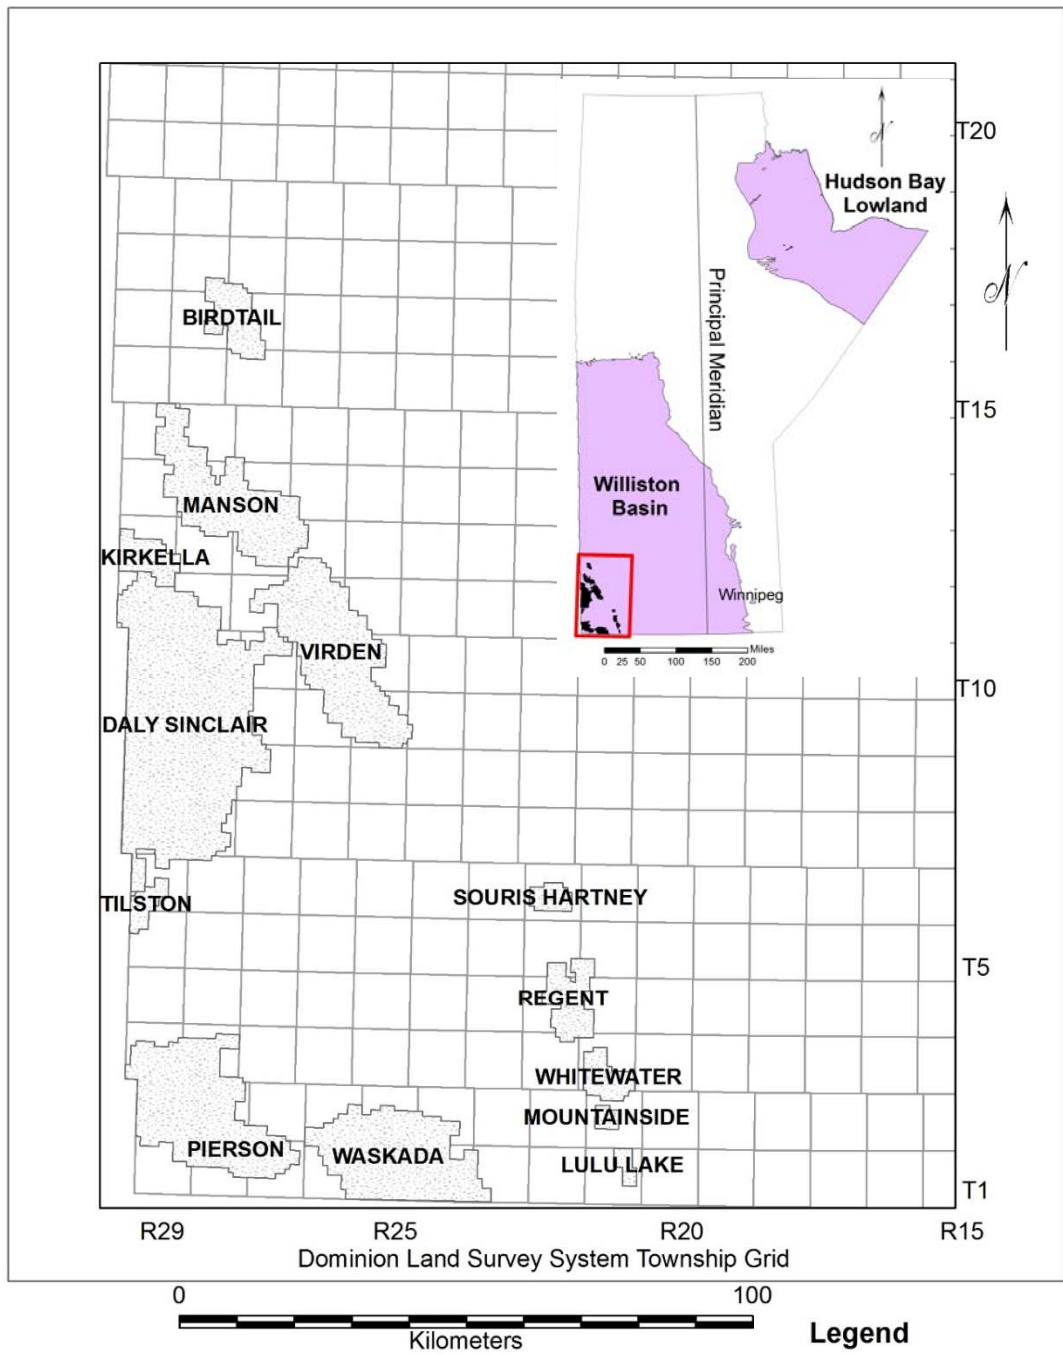 T20
Hudson Bay
Lowland
N
N
Principal Meridian
BIRDTAIL
T15
MANSON
Williston
Basin
KIRKELLA
Winnipeg
VIRDEN
0 25 50 100 150 200 Miles
T10
DALY SINCLAIR
TILSTON
SOURIS HARTNEY
T5
REGENT
WHITEWATER
MOUNTAINSIDE
PIERSON
WASKADA
LULU LAKE
T1
R29 R25 R20 R15
Dominion Land Survey System Township Grid
0 100
Kilometers
Legend